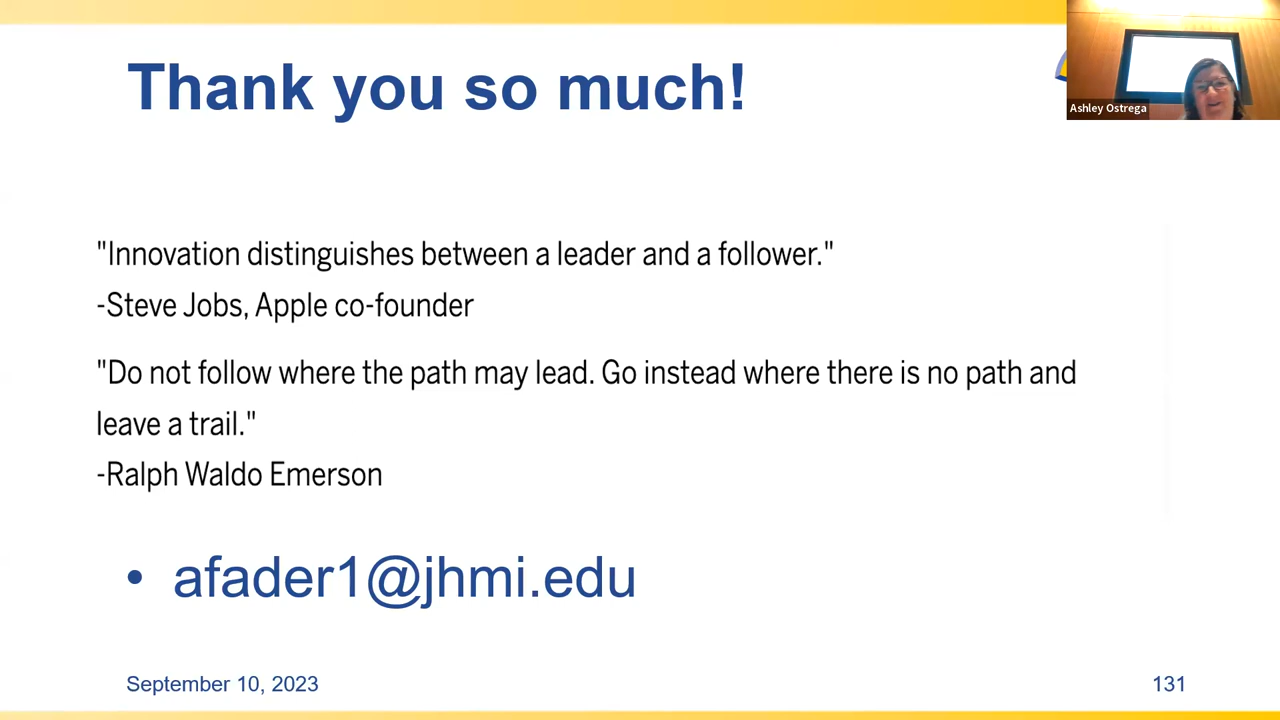 Thank you so much!
Ashley Ostrega
"Innovation distinguishes between a leader and a follower."
-Steve Jobs, Apple co-founder
"Do not follow where the path may lead. Go instead where there is no path and
leave a trail."
-Ralph Waldo Emerson
• afader1@jhmi.edu
September 10, 2023
131